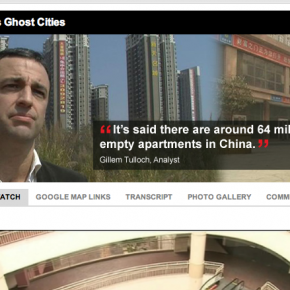 s Ghost Cities
“It's said there are around 64 mil
empty apartments in China.”
Gillem Tulloch, Analyst
ATCH GOOGLE MAP LINKS TRANSCRIPT PHOTO GALLERY COMM